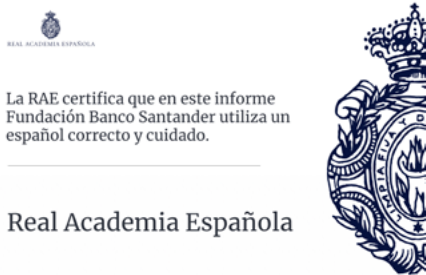 REAL ACADEMIA ESPAÑOLA
La RAE certifica que en este informe
Fundación Banco Santander utiliza un
español correcto y cuidado.
Real Academia Española
LIMPIA FIJA Y D